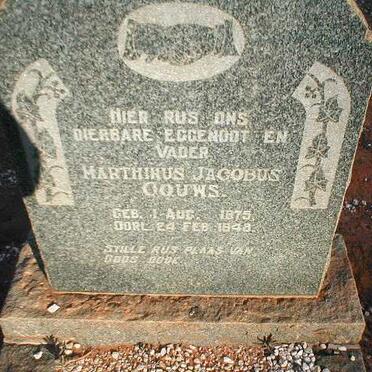 HIER RUS ONS
DIERBARE EGGENOOT EN
VADER
MARTHINUS JACOBUS
GOUWS.
GEB. 1 AUG. 1875.
OORL. 24 FEB. 1948.
STILLE RUS PLAAS VAN
GODS